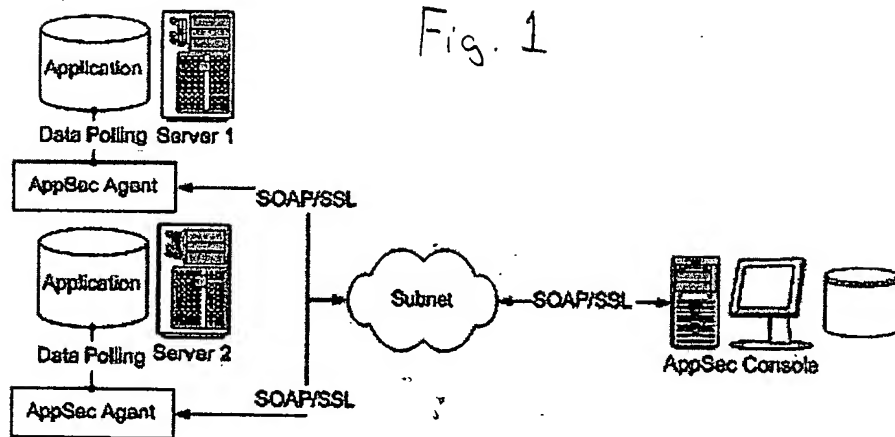 Fig. 1
Application
Data Polling Server 1
AppSec Agent
SOAP/SSL
Application
Data Polling Server 2
AppSec Agent
SOAP/SSL
Subnet
SOAP/SSL
AppSec Console